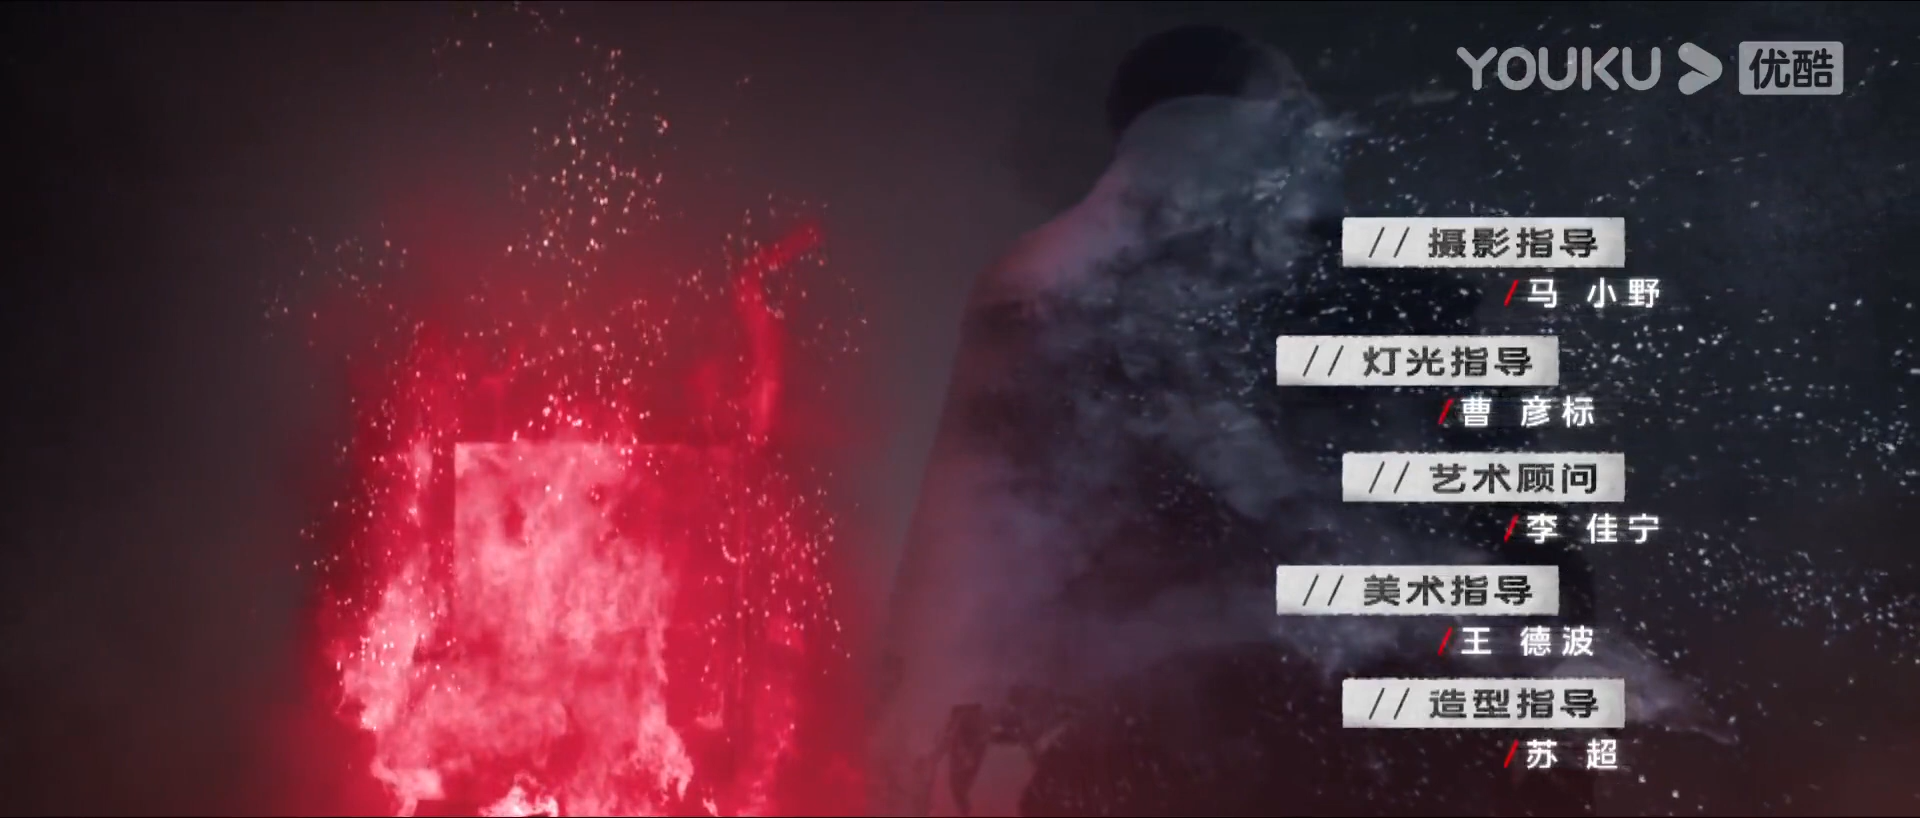 YOUKU 优酷
// 摄影指导
/马 小野
// 灯光指导
/曹 彦标
// 艺术顾问
/李 佳宁
// 美术指导
/王 德波
// 造型指导
/苏 超